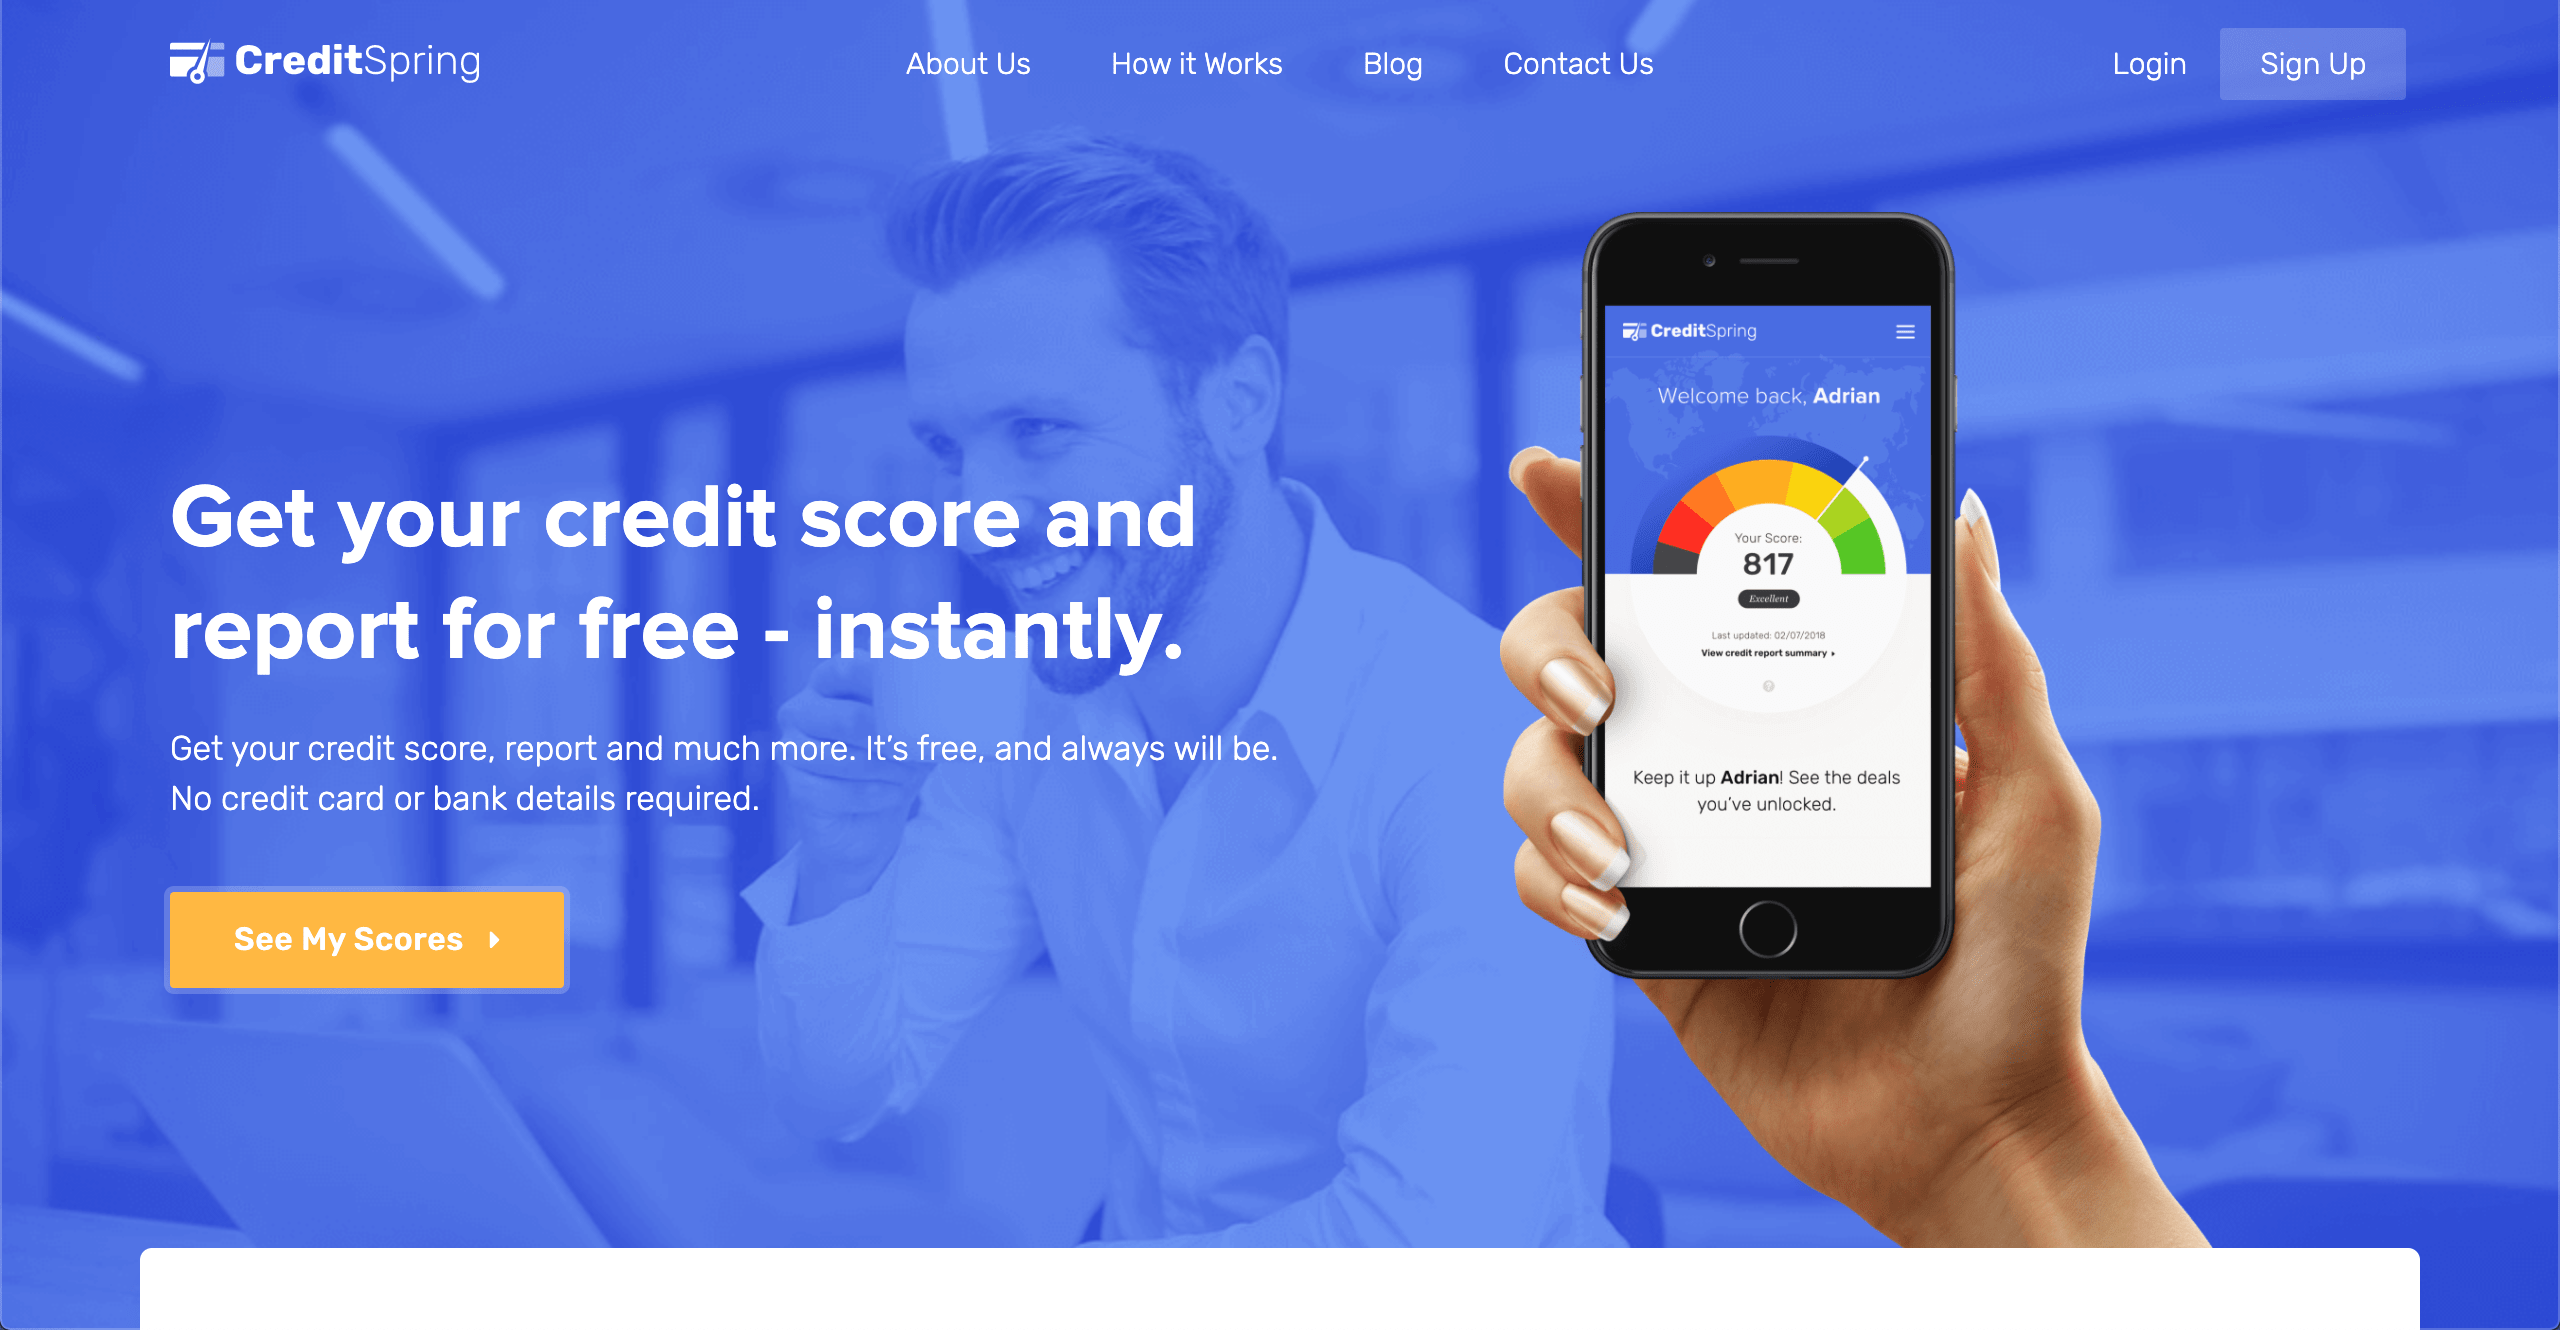 CreditSpring
About Us
How it Works
Blog
Contact Us
Login
Sign Up
Get your credit score and
report for free - instantly.
Get your credit score, report and much more. It’s free, and always will be.
No credit card or bank details required.
See My Scores
CreditSpring
Welcome back, Adrian
Your Score:
817
Excellent
Last updated: 02/07/2018
View credit report summary
?
Keep it up Adrian! See the deals
you’ve unlocked.